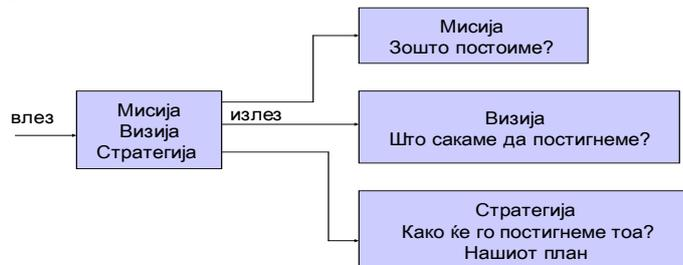 Мисија
Зошто постоиме?
влез
Мисија
Визија
Стратегија
излез
Визија
Што сакаме да постигнеме?
Стратегија
Како ќе го постигнеме тоа?
Нашиот план